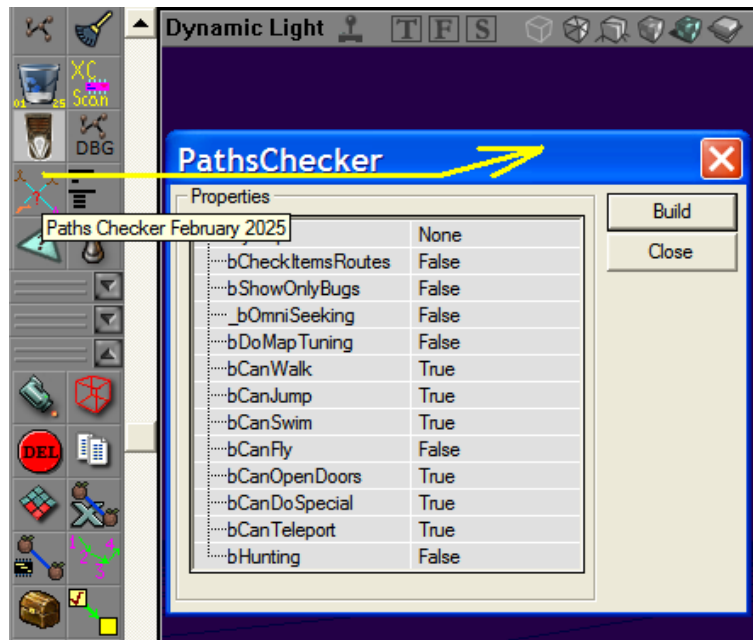 Dynamic Light
T F S
01 25
XC...
Scan
DBG
PathsChecker
Properties
Paths Checker February 2025
None
bCheckItemsRoutes False
bShowOnlyBugs False
_bOmniSeeking False
bDoMapTuning False
bCanWalk True
bCanJump True
bCanSwim True
bCanFly False
bCanOpenDoors True
bCanDoSpecial True
bCanTeleport True
bHunting False
Build
Close
DEL
1 2 3 4